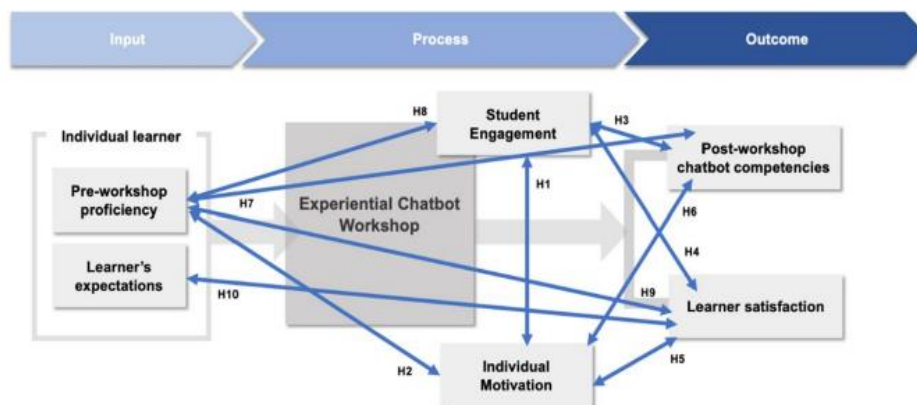 Input
Process
Outcome
Individual learner
Pre-workshop
proficiency
Learner's
expectations
Experiential Chatbot
Workshop
Student
Engagement
Individual
Motivation
Post-workshop
chatbot competencies
Learner satisfaction
H8
H3
H1
H7
H6
H4
H9
H10
H2
H5